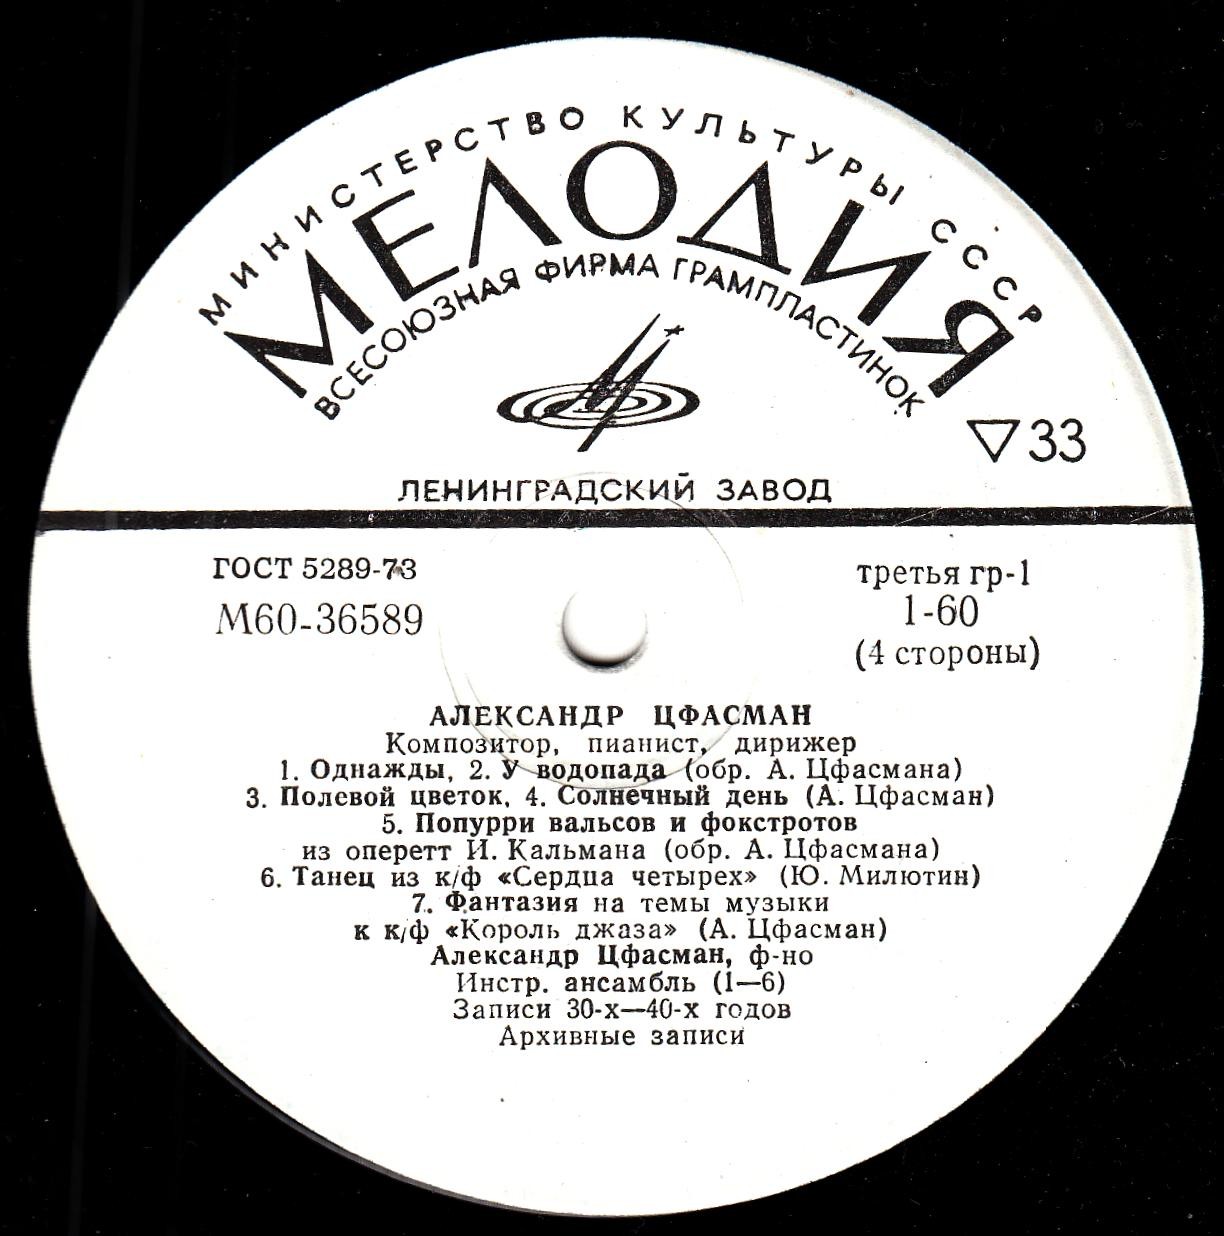 МИНИСТЕРСТВО КУЛЬТУРЫ СССР
МЕЛОДИЯ
ВСЕСОЮЗНАЯ ФИРМА ГРАМПЛАСТИНОК
33
ЛЕНИНГРАДСКИЙ ЗАВОД
ГОСТ 5289-73
третья гр-1
М60-36589
1-60
(4 стороны)
АЛЕКСАНДР ЦФАСМАН
Композитор, пианист, дирижер
1. Однажды, 2. У водопада (обр. А. Цфасмана)
3. Полевой цветок, 4. Солнечный день (А. Цфасман)
5. Попурри вальсов и фокстротов
из оперетт И. Кальмана (обр. А. Цфасмана)
6. Танец из к/ф «Сердца четырех» (Ю. Милютин)
7. Фантазия на темы музыки
к к/ф «Король джаза» (А. Цфасман)
Александр Цфасман, ф-но
Инстр. ансамбль (1—6)
Записи 30-х—40-х годов
Архивные записи